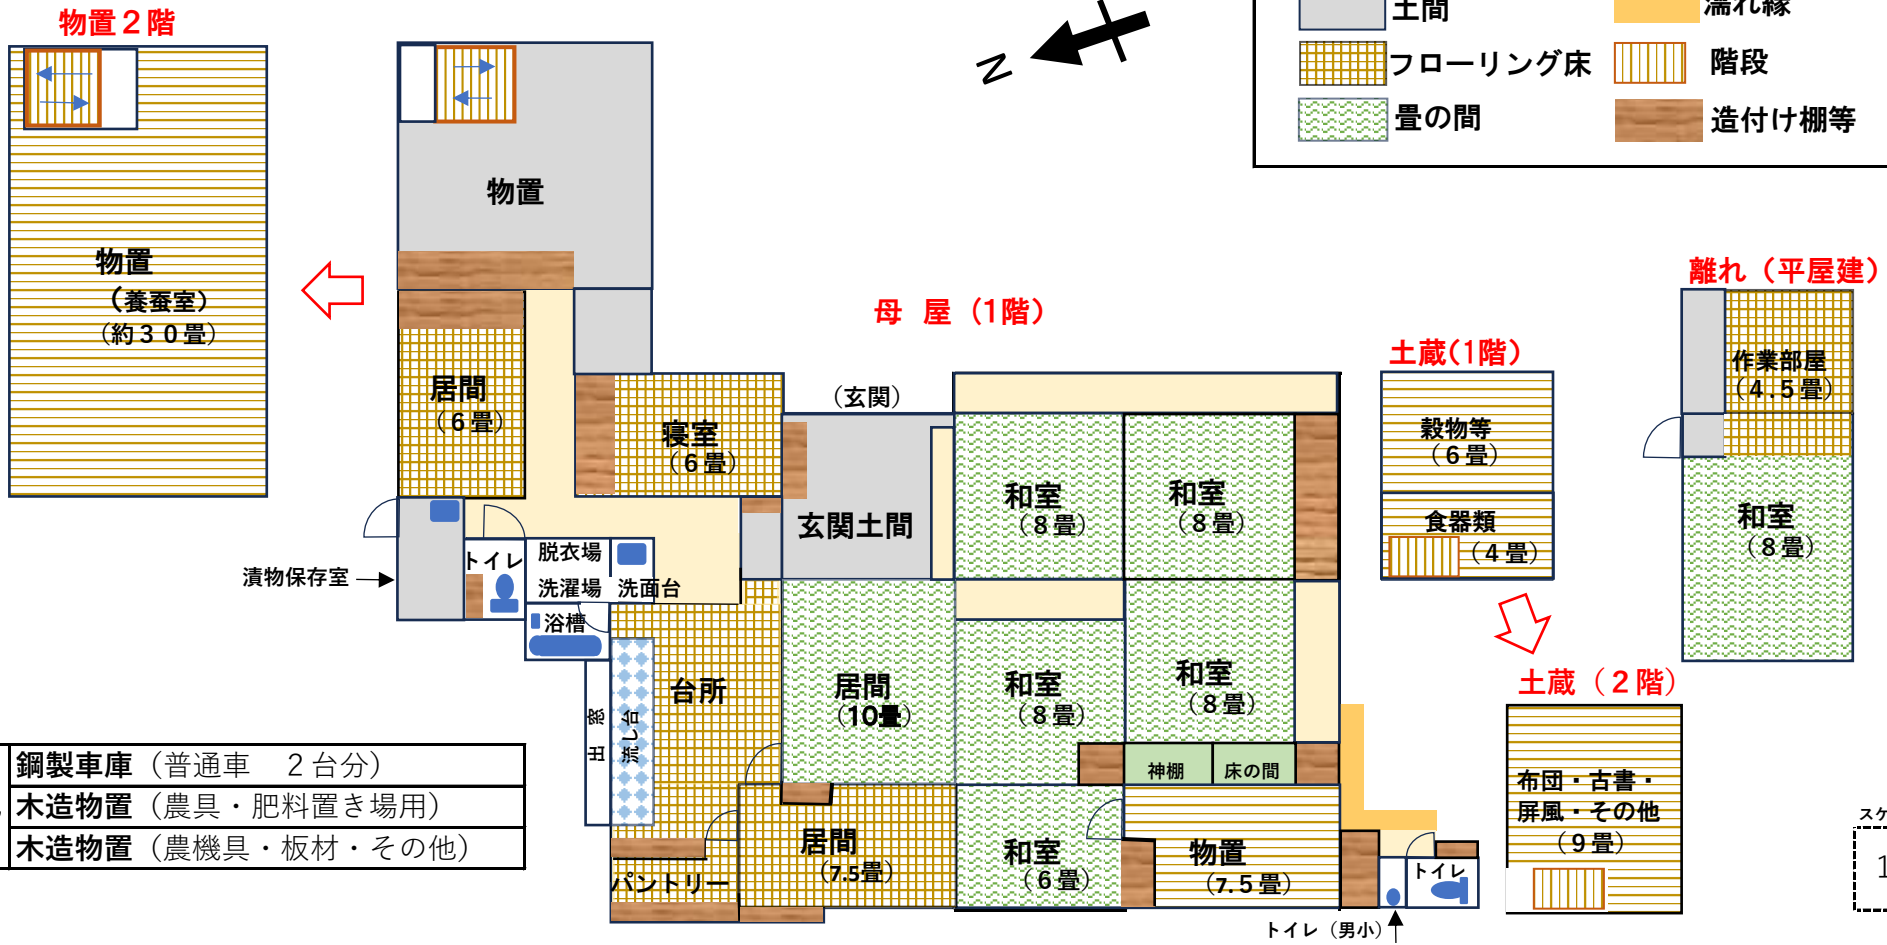 物置２階
N
土間
濡れ縁
フローリング床
階段
畳の間
造付け棚等
物置
（養蚕室）
（約３０畳）
物置
母 屋（1階）
離れ（平屋建）
作業部屋
（４.５畳）
和室
（８畳）
土蔵(1階）
穀物等
（６畳）
食器類
（４畳）
居間
（６畳）
寝室
（６畳）
（玄関）
玄関土間
和室
（８畳）
和室
（８畳）
漬物保存室
トイレ
脱衣場
洗濯場
洗面台
浴槽
台所
出窓
流し台
居間
（10畳）
和室
（８畳）
和室
（８畳）
神棚
床の間
土蔵（２階）
布団・古書・
屏風・その他
（９畳）
鋼製車庫（普通車　２台分）
木造物置（農具・肥料置き場用）
木造物置（農機具・板材・その他）
パントリー
居間
（7.5畳）
和室
（６畳）
物置
（7.５畳）
トイレ
トイレ（男小）
スケ
1